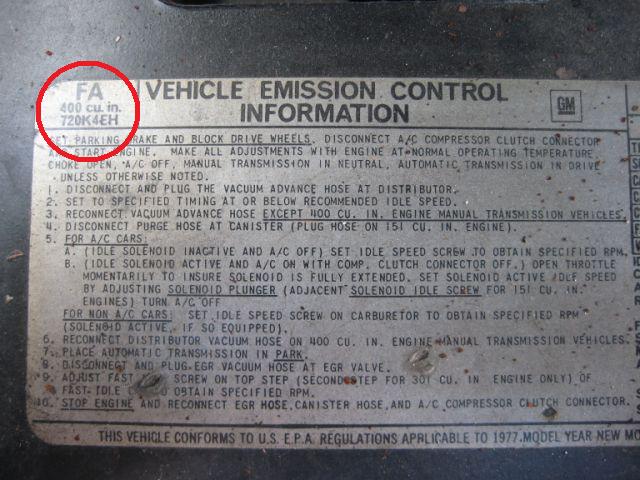 FA
400 cu. in.
720K4EH
VEHICLE EMISSION CONTROL
INFORMATION
GM
SET PARKING BRAKE AND BLOCK DRIVE WHEELS. DISCONNECT A/C COMPRESSOR CLUTCH CONNECTOR
AND START ENGINE. MAKE ALL ADJUSTMENTS WITH ENGINE AT NORMAL OPERATING TEMPERATURE
CHOKE OPEN, A/C OFF, MANUAL TRANSMISSION IN NEUTRAL, AUTOMATIC TRANSMISSION IN DRIVE
UNLESS OTHERWISE NOTED.
1. DISCONNECT AND PLUG THE VACUUM ADVANCE HOSE AT DISTRIBUTOR.
2. SET TO SPECIFIED TIMING AT OR BELOW RECOMMENDED IDLE SPEED.
3. RECONNECT VACUUM ADVANCE HOSE EXCEPT 400 CU. IN. ENGINE MANUAL TRANSMISSION VEHICLES.
4. DISCONNECT PURGE HOSE AT CANISTER (PLUG HOSE ON 151 CU. IN. ENGINE).
5. FOR A/C CARS:
A. (IDLE SOLENOID INACTIVE AND A/C OFF) SET IDLE SPEED SCREW TO OBTAIN SPECIFIED RPM.
B. (IDLE SOLENOID ACTIVE AND A/C ON WITH COMP. CLUTCH CONNECTOR OFF.) OPEN THROTTLE
MOMENTARILY TO INSURE SOLENOID IS FULLY EXTENDED. SET SOLENOID ACTIVE IDLE SPEED
BY ADJUSTING SOLENOID PLUNGER (ADJACENT SOLENOID IDLE SCREW FOR 151 CU. IN.
ENGINES) TURN A/C OFF
FOR NON A/C CARS: SET IDLE SPEED SCREW ON CARBURETOR TO OBTAIN SPECIFIED RPM
(SOLENOID ACTIVE, IF SO EQUIPPED).
6. RECONNECT DISTRIBUTOR VACUUM HOSE ON 400 CU. IN. ENGINE MANUAL TRANSMISSION VEHICLES.
7. PLACE AUTOMATIC TRANSMISSION IN PARK.
8. DISCONNECT AND PLUG EGR VACUUM HOSE AT EGR VALVE.
9. ADJUST FAST SCREW ON TOP STEP (SECOND STEP FOR 301 CU. IN. ENGINE ONLY) OF
FAST IDLE TO OBTAIN SPECIFIED RPM.
10. STOP ENGINE AND RECONNECT EGR HOSE, CANISTER HOSE, AND A/C COMPRESSOR CLUTCH CONNECTOR.
THIS VEHICLE CONFORMS TO U.S. E.P.A. REGULATIONS APPLICABLE TO 1977 MODEL YEAR NEW